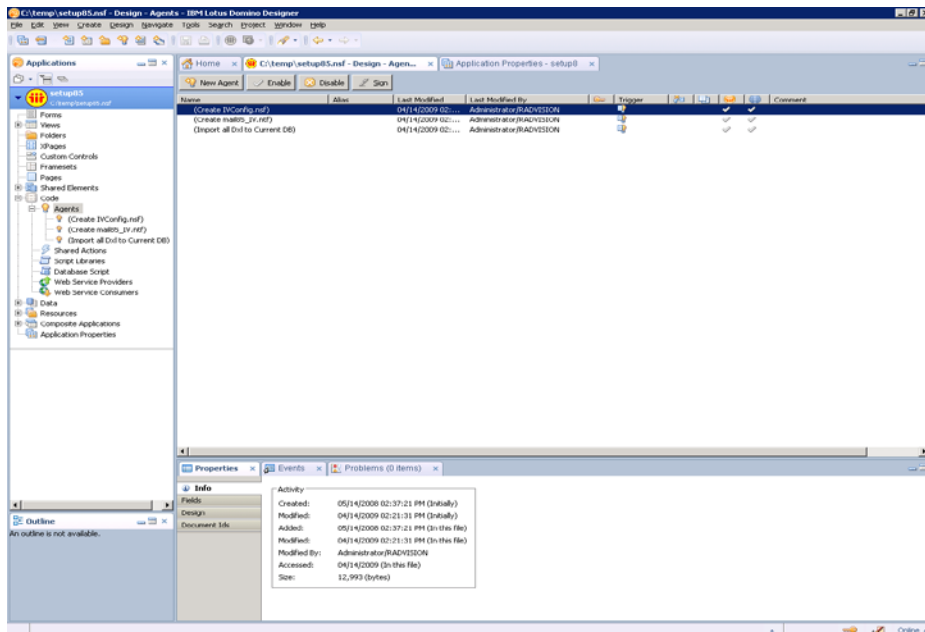 C:\temp\setup85.nsf - Design - Agents - IBM Lotus Domino Designer
File Edit View Create Design Navigate Tools Search Project Window Help
Applications
Home
C:\temp\setup85.nsf - Design - Agen...
Application Properties - setup8
New Agent
Enable
Disable
Sign
setup85
C:\temp\setup85.nsf
Name Alias Last Modified Last Modified By Trigger Comment
(Create IVConfig.nsf) 04/14/2009 02:... Administrator/RADVISION
(Create mail85_IV.ntf) 04/14/2009 02:... Administrator/RADVISION
(Import all Dxl to Current DB) 04/14/2009 02:... Administrator/RADVISION
Forms
Views
Folders
XPages
Custom Controls
Framesets
Pages
Shared Elements
Code
Agents
(Create IVConfig.nsf)
(Create mail85_IV.ntf)
(Import all Dxl to Current DB)
Shared Actions
Script Libraries
Database Script
Web Service Providers
Web Service Consumers
Data
Resources
Composite Applications
Application Properties
Outline
An outline is not available.
Properties
Events
Problems (0 items)
Info
Fields
Design
Document Ids
Activity
Created: 05/14/2008 02:37:21 PM (Initially)
Modified: 04/14/2009 02:21:31 PM (Initially)
Added: 05/14/2008 02:37:21 PM (In this file)
Modified: 04/14/2009 02:21:31 PM (In this file)
Modified By: Administrator/RADVISION
Accessed: 04/14/2009 (In this file)
Size: 12,993 (bytes)
Online